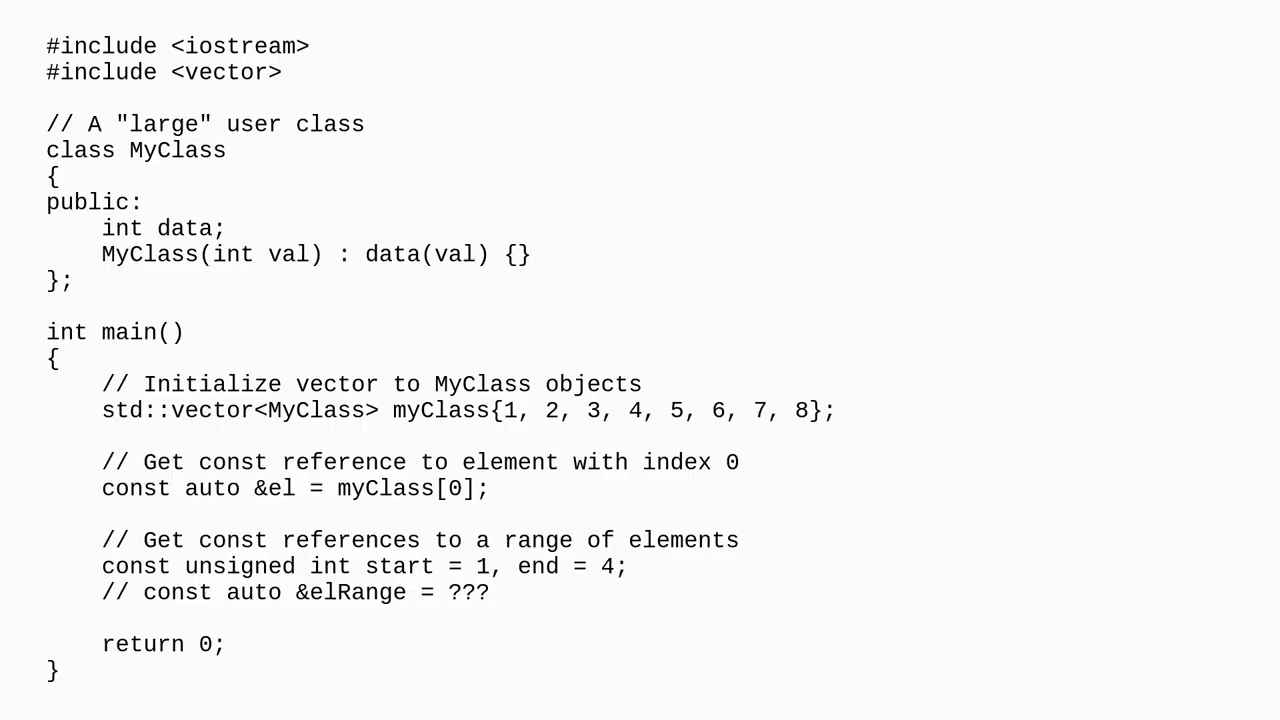 #include <iostream>
#include <vector>

// A "large" user class
class MyClass
{
public:
    int data;
    MyClass(int val) : data(val) {}
};

int main()
{
    // Initialize vector to MyClass objects
    std::vector<MyClass> myClass{1, 2, 3, 4, 5, 6, 7, 8};

    // Get const reference to element with index 0
    const auto &el = myClass[0];

    // Get const references to a range of elements
    const unsigned int start = 1, end = 4;
    // const auto &elRange = ???

    return 0;
}